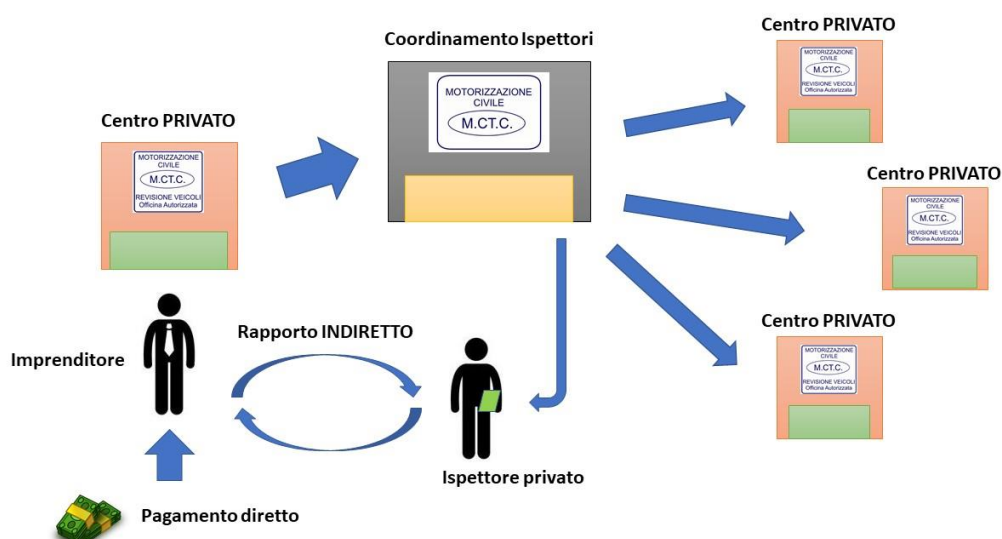 Centro PRIVATO
MOTORIZZAZIONE
CIVILE
M.CT.C.
REVISIONE VEICOLI
Officina Autorizzata
Coordinamento Ispettori
MOTORIZZAZIONE
CIVILE
M.CT.C.
Centro PRIVATO
MOTORIZZAZIONE
CIVILE
M.CT.C.
REVISIONE VEICOLI
Officina Autorizzata
Centro PRIVATO
MOTORIZZAZIONE
CIVILE
M.CT.C.
REVISIONE VEICOLI
Officina Autorizzata
Centro PRIVATO
MOTORIZZAZIONE
CIVILE
M.CT.C.
REVISIONE VEICOLI
Officina Autorizzata
Imprenditore
Rapporto INDIRETTO
Ispettore privato
Pagamento diretto